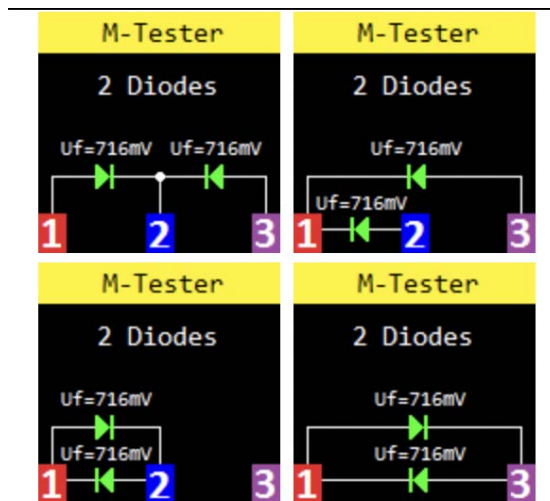 M-Tester
2 Diodes
Uf=716mV Uf=716mV
1 2 3
M-Tester
2 Diodes
Uf=716mV
Uf=716mV
1 2 3
M-Tester
2 Diodes
Uf=716mV
Uf=716mV
1 2 3
M-Tester
2 Diodes
Uf=716mV
Uf=716mV
1 3